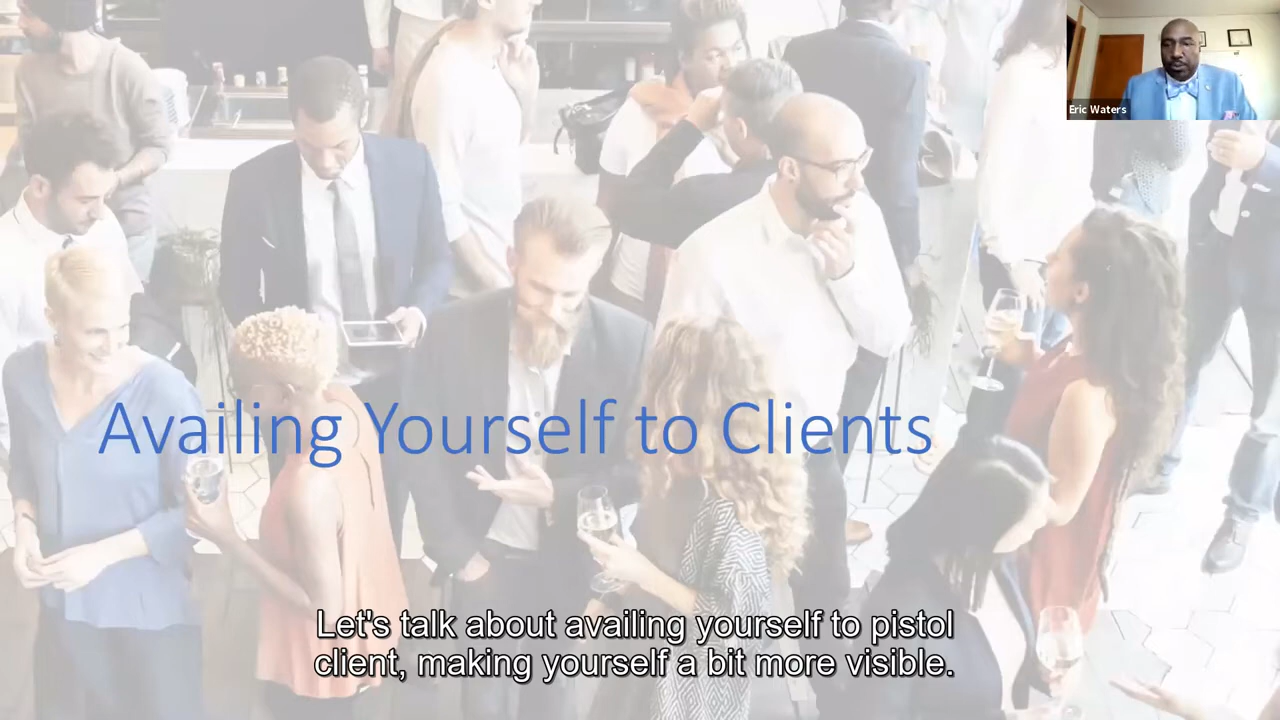 Eric Waters
Availing Yourself to Clients
Let's talk about availing yourself to pistol
client, making yourself a bit more visible.